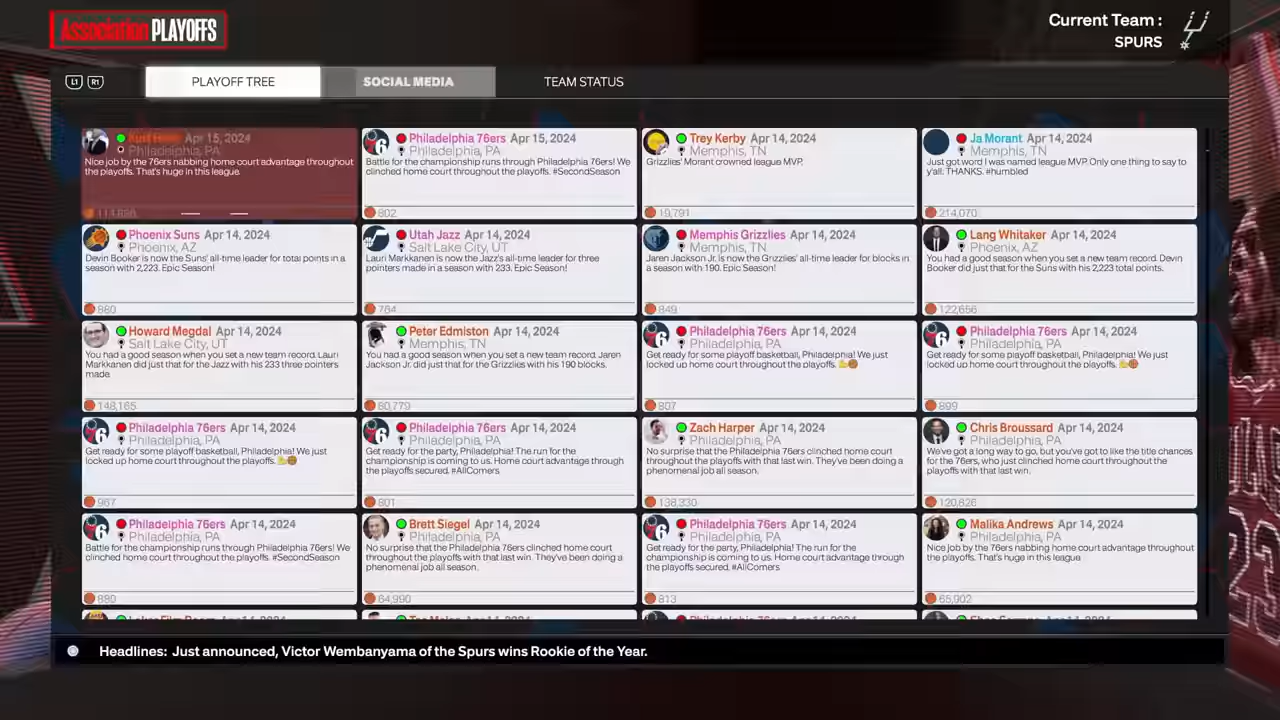 Association PLAYOFFS
Current Team :
SPURS
L1 R1
PLAYOFF TREE
SOCIAL MEDIA
TEAM STATUS
Apr 15, 2024
Philadelphia, PA
Nice job by the 76ers nabbing home court advantage throughout
the playoffs. That's huge in this league.
Philadelphia 76ers Apr 15, 2024
Philadelphia, PA
Battle for the championship runs through Philadelphia 76ers! We
clinched home court throughout the playoffs. #SecondSeason
802
Trey Kerby Apr 14, 2024
Memphis, TN
Grizzlies' Morant crowned league MVP.
19,791
Ja Morant Apr 14, 2024
Memphis, TN
Just got word I was named league MVP. Only one thing to say to
y'all: THANKS. #humbled
214,070
Phoenix Suns Apr 14, 2024
Phoenix, AZ
Devin Booker is now the Suns' all-time leader for total points in a
season with 2,223. Epic Season!
880
Utah Jazz Apr 14, 2024
Salt Lake City, UT
Lauri Markkanen is now the Jazz's all-time leader for three
pointers made in a season with 233. Epic Season!
764
Memphis Grizzlies Apr 14, 2024
Memphis, TN
Jaren Jackson Jr. is now the Grizzlies' all-time leader for blocks in
a season with 190. Epic Season!
849
Lang Whitaker Apr 14, 2024
Phoenix, AZ
You had a good season when you set a new team record. Devin
Booker did just that for the Suns with his 2,223 total points.
122,656
Howard Megdal Apr 14, 2024
Salt Lake City, UT
You had a good season when you set a new team record. Lauri
Markkanen did just that for the Jazz with his 233 three pointers
made.
148,165
Peter Edmiston Apr 14, 2024
Memphis, TN
You had a good season when you set a new team record. Jaren
Jackson Jr. did just that for the Grizzlies with his 190 blocks.
80,779
Philadelphia 76ers Apr 14, 2024
Philadelphia, PA
Get ready for some playoff basketball, Philadelphia! We just
locked up home court throughout the playoffs. 💪🏀
807
Philadelphia 76ers Apr 14, 2024
Philadelphia, PA
Get ready for some playoff basketball, Philadelphia! We just
locked up home court throughout the playoffs. 💪🏀
899
Philadelphia 76ers Apr 14, 2024
Philadelphia, PA
Get ready for some playoff basketball, Philadelphia! We just
locked up home court throughout the playoffs. 💪🏀
967
Philadelphia 76ers Apr 14, 2024
Philadelphia, PA
Get ready for the party, Philadelphia! The run for the
championship is coming to us. Home court advantage through
the playoffs secured. #AllComers
801
Zach Harper Apr 14, 2024
Philadelphia, PA
No surprise that the Philadelphia 76ers clinched home court
throughout the playoffs with that last win. They've been doing a
phenomenal job all season.
138,330
Chris Broussard Apr 14, 2024
Philadelphia, PA
We've got a long way to go, but you've got to like the title chances
for the 76ers, who just clinched home court throughout the
playoffs with that last win.
120,626
Philadelphia 76ers Apr 14, 2024
Philadelphia, PA
Battle for the championship runs through Philadelphia 76ers! We
clinched home court throughout the playoffs. #SecondSeason
880
Brett Siegel Apr 14, 2024
Philadelphia, PA
No surprise that the Philadelphia 76ers clinched home court
throughout the playoffs with that last win. They've been doing a
phenomenal job all season.
64,990
Philadelphia 76ers Apr 14, 2024
Philadelphia, PA
Get ready for the party, Philadelphia! The run for the
championship is coming to us. Home court advantage through
the playoffs secured. #AllComers
813
Malika Andrews Apr 14, 2024
Philadelphia, PA
Nice job by the 76ers nabbing home court advantage throughout
the playoffs. That's huge in this league
65,902
Headlines: Just announced, Victor Wembanyama of the Spurs wins Rookie of the Year.